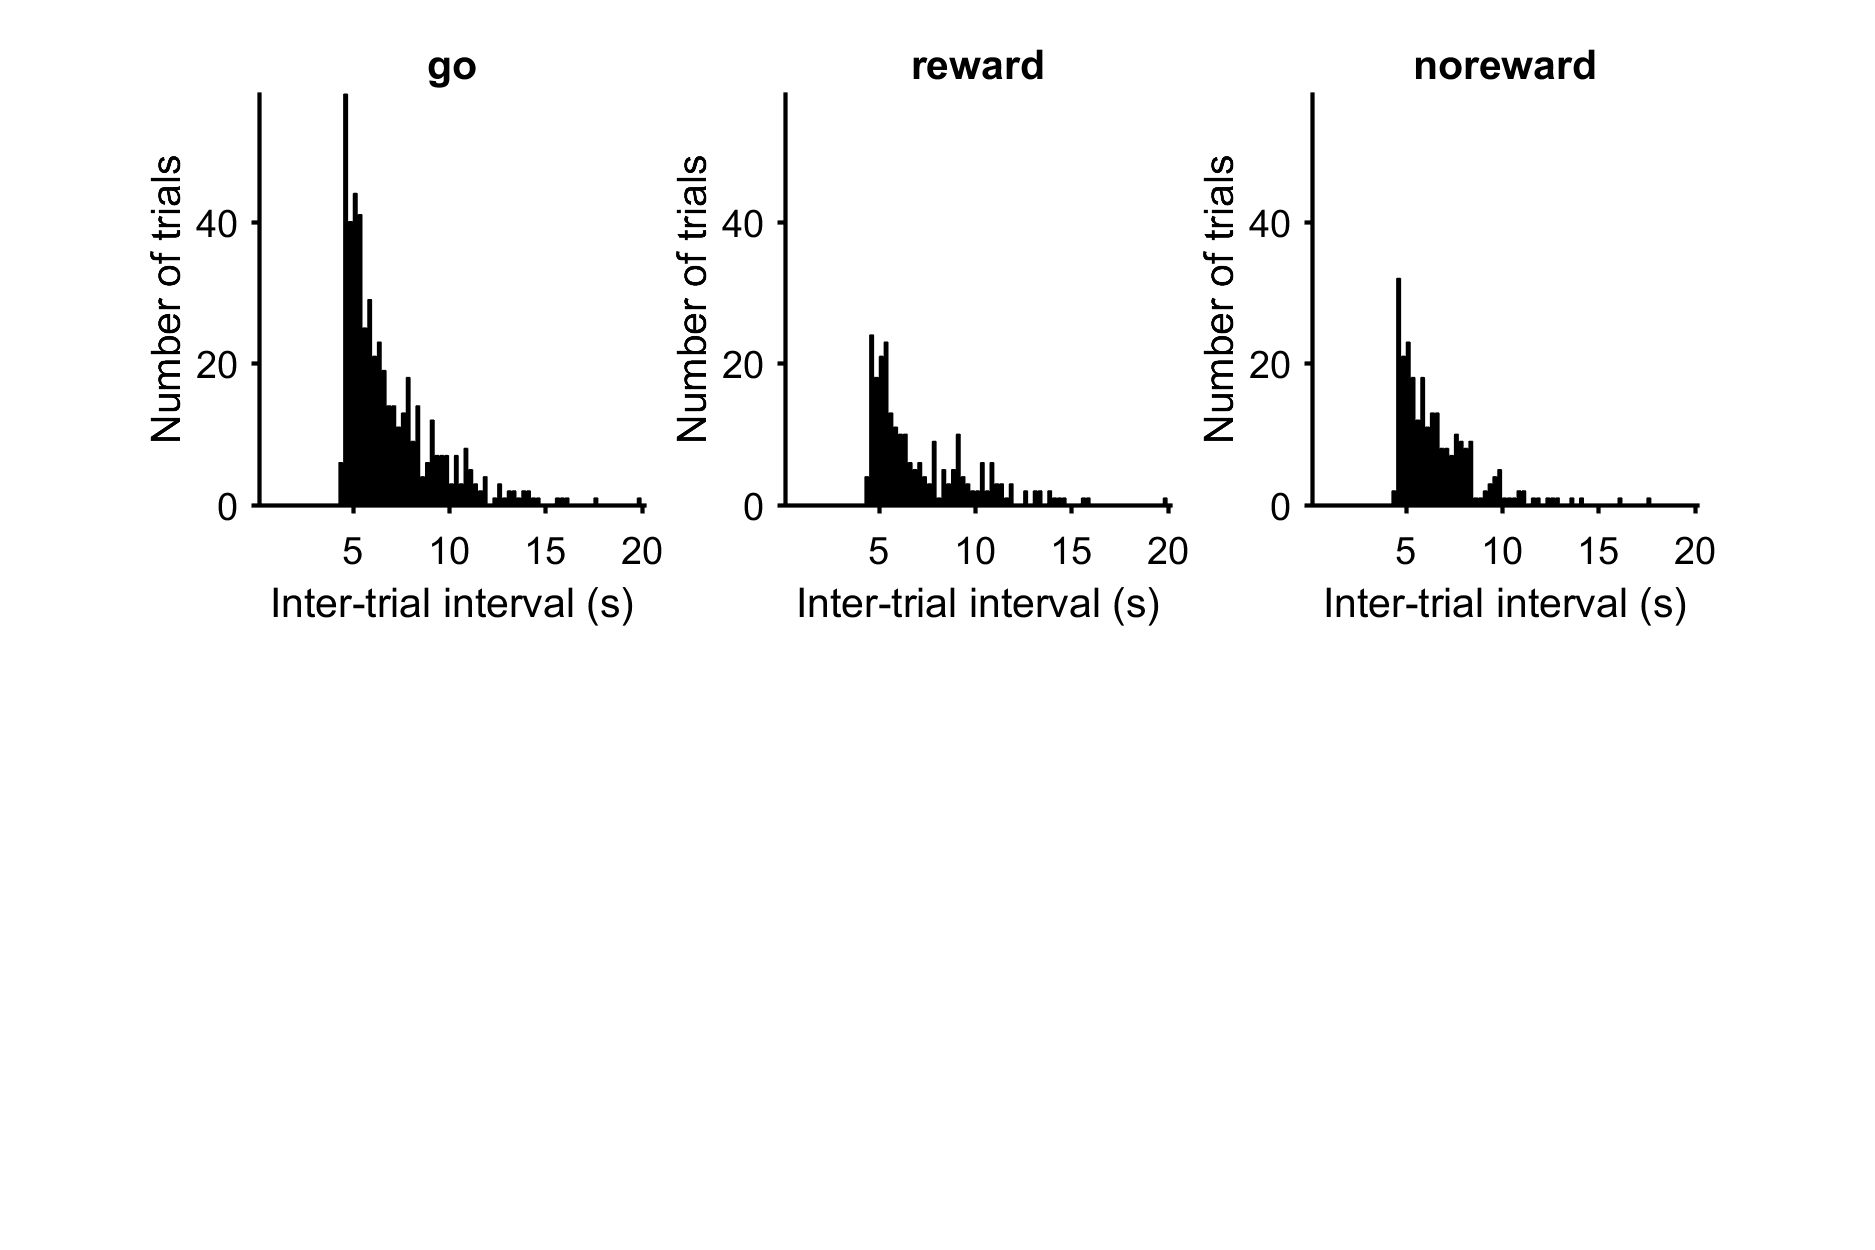 go
Number of trials
40
20
0
5 10 15 20
Inter-trial interval (s)
reward
Number of trials
40
20
0
5 10 15 20
Inter-trial interval (s)
noreward
Number of trials
40
20
0
5 10 15 20
Inter-trial interval (s)